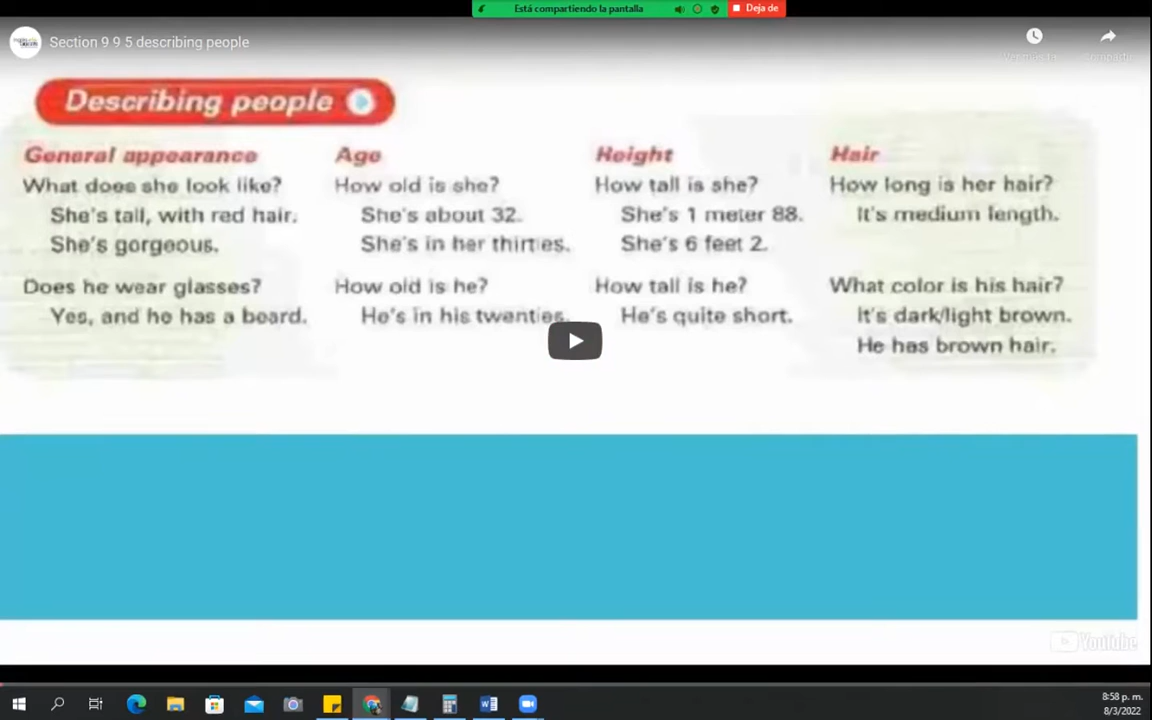 Está compartiendo la pantalla
Deja de
Section 9 9 5 describing people
Describing people
General appearance
What does she look like?
She's tall, with red hair.
She's gorgeous.
Does he wear glasses?
Yes, and he has a beard.
Age
How old is she?
She's about 32.
She's in her thirties.
How old is he?
He's in his twenties.
Height
How tall is she?
She's 1 meter 88.
She's 6 feet 2.
How tall is he?
He's quite short.
Hair
How long is her hair?
It's medium length.
What color is his hair?
It's dark/light brown.
He has brown hair.
YouTube
8:58 p. m.
8/3/2022